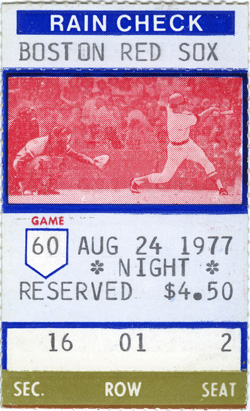 RAIN CHECK
BOSTON RED SOX
GAME
60 AUG 24 1977
* NIGHT *
RESERVED $4.50
16 01 2
SEC. ROW SEAT